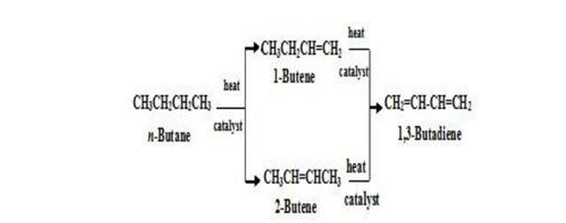 heat
CH₃CH₂CH=CH₂
1-Butene
catalyst
heat
CH₃CH₂CH₂CH₃
catalyst
n-Butane
CH₂=CH-CH=CH₂
1,3-Butadiene
heat
CH₃CH=CHCH₃
catalyst
2-Butene